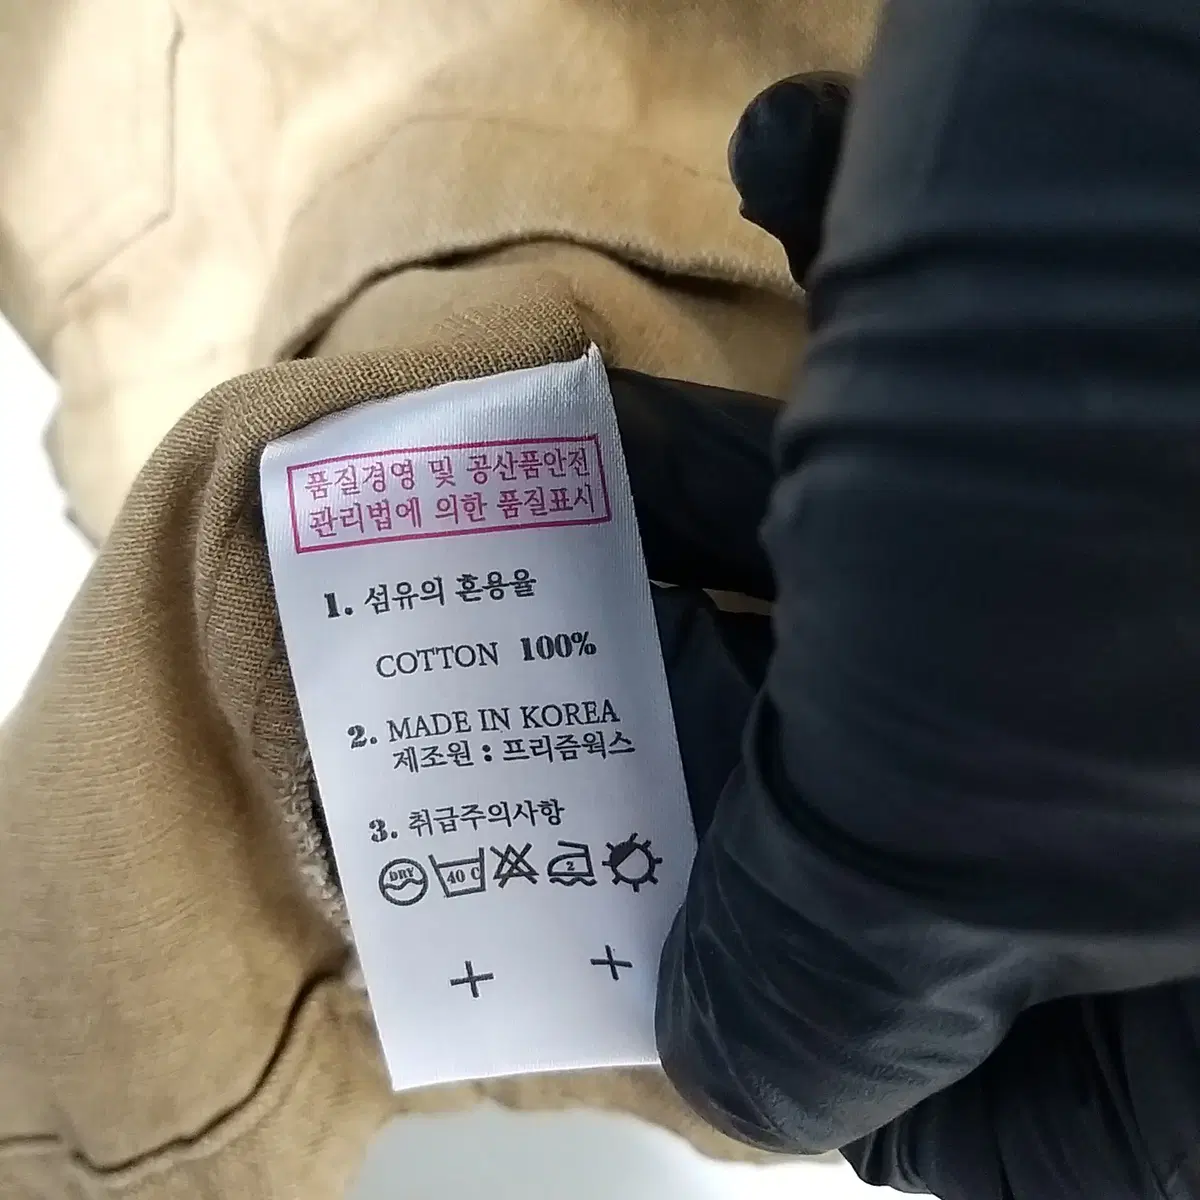 품질경영 및 공산품안전
관리법에 의한 품질표시
1. 섬유의 혼용율
COTTON 100%
2. MADE IN KOREA
제조원 : 프리즘웍스
3. 취급주의사항
DRY 40 C 2